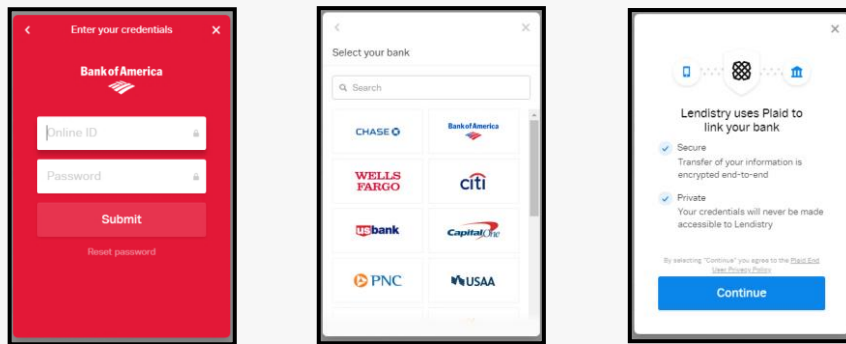 Enter your credentials
Bank of America
Online ID
Password
Submit
Reset password
Select your bank
Search
CHASE
Bank of America
WELLS
FARGO
citi
usbank
Capital One
PNC
USAA
Lendistry uses Plaid to
link your bank
Secure
Transfer of your information is
encrypted end-to-end
Private
Your credentials will never be made
accessible to Lendistry
By selecting "Continue" you agree to the Plaid End
User Privacy Policy
Continue